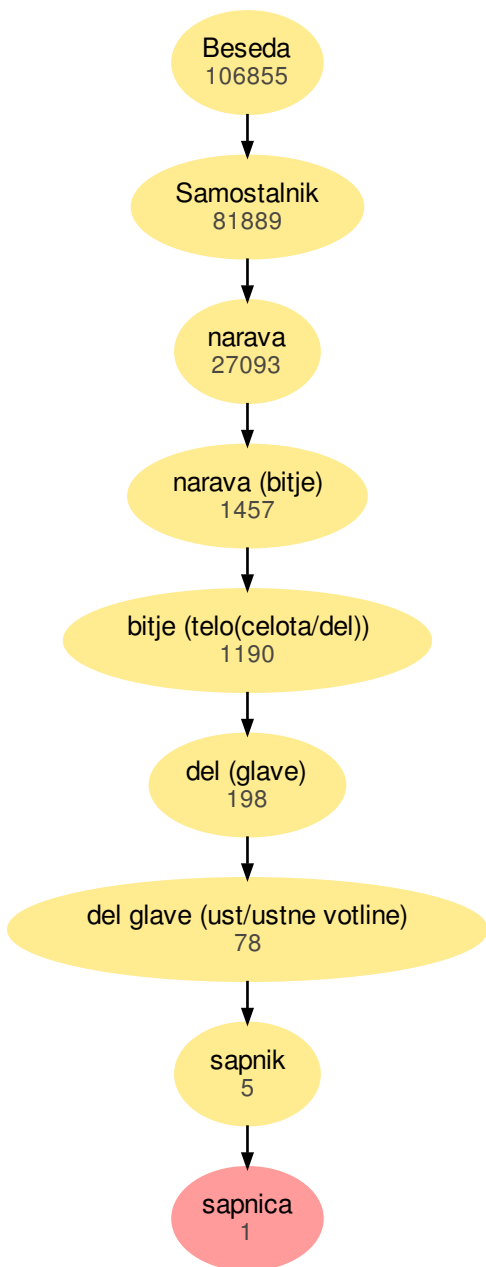 Beseda
106855
Samostalnik
81889
narava
27093
narava (bitje)
1457
bitje (telo(celota/del))
1190
del (glave)
198
del glave (ust/ustne votline)
78
sapnik
5
sapnica
1